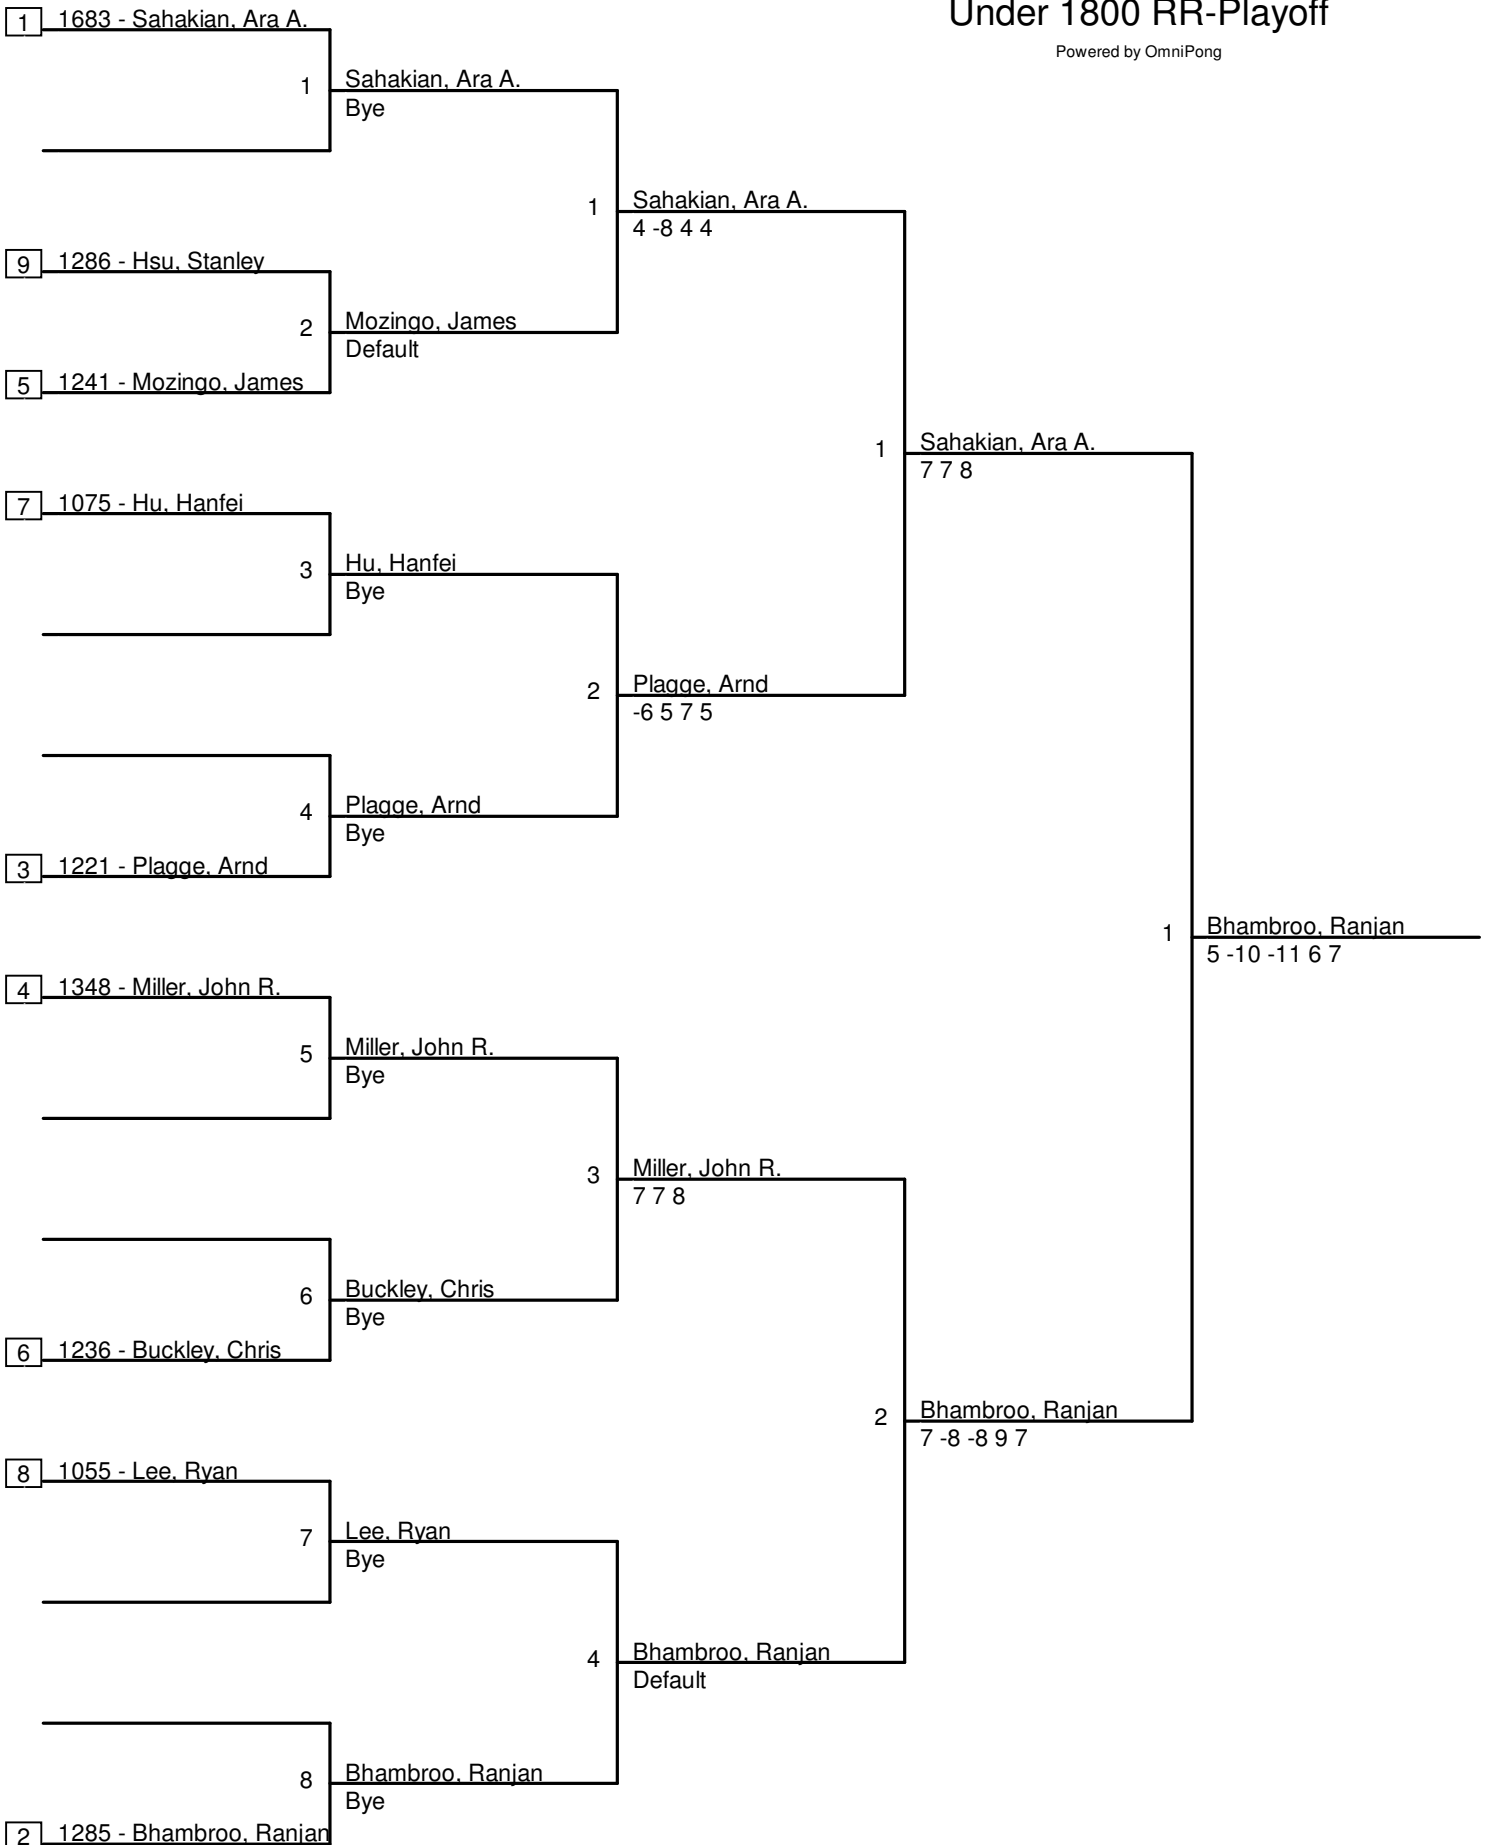 Under 1800 RR-Playoff
Powered by OmniPong
1 1683 - Sahakian, Ara A.
1 Sahakian, Ara A.
Bye
1 Sahakian, Ara A.
4 -8 4 4
9 1286 - Hsu, Stanley
2 Mozingo, James
Default
5 1241 - Mozingo, James
1 Sahakian, Ara A.
7 7 8
7 1075 - Hu, Hanfei
3 Hu, Hanfei
Bye
2 Plagge, Arnd
-6 5 7 5
4 Plagge, Arnd
Bye
3 1221 - Plagge, Arnd
1 Bhambroo, Ranjan
5 -10 -11 6 7
4 1348 - Miller, John R.
5 Miller, John R.
Bye
3 Miller, John R.
7 7 8
6 Buckley, Chris
Bye
6 1236 - Buckley, Chris
2 Bhambroo, Ranjan
7 -8 -8 9 7
8 1055 - Lee, Ryan
7 Lee, Ryan
Bye
4 Bhambroo, Ranjan
Default
8 Bhambroo, Ranjan
Bye
2 1285 - Bhambroo, Ranjan